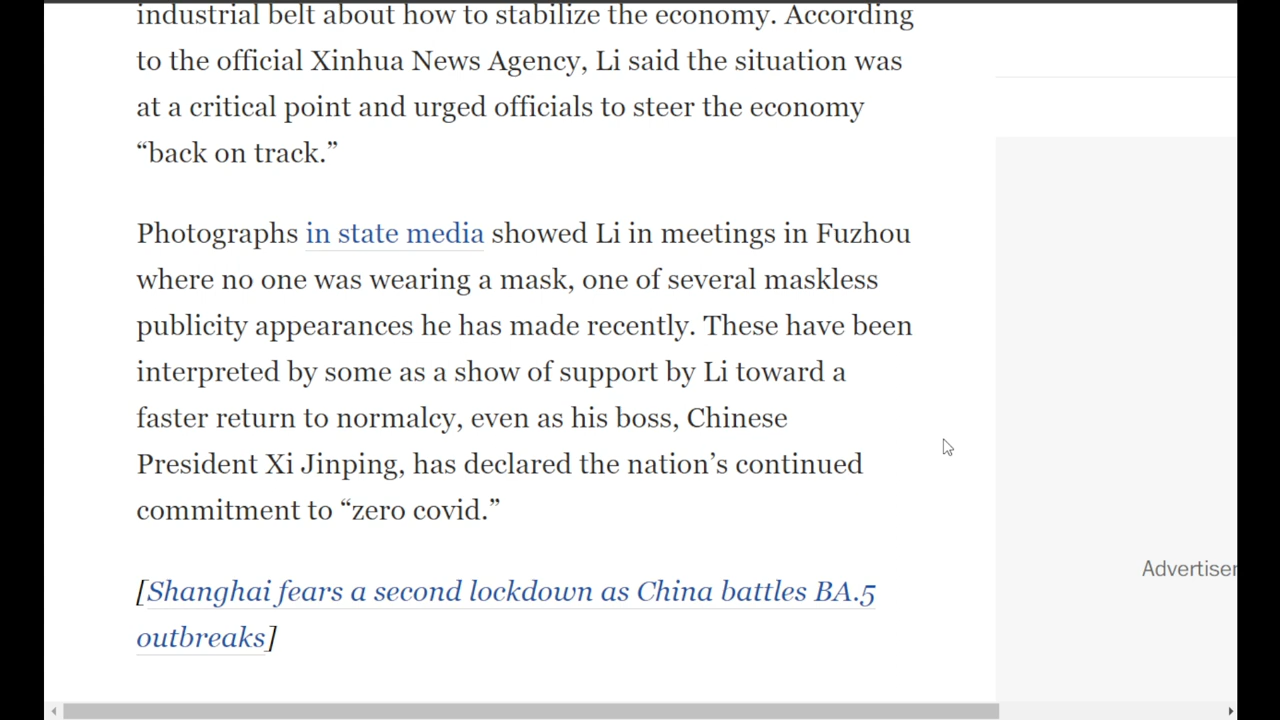 industrial belt about how to stabilize the economy. According
to the official Xinhua News Agency, Li said the situation was
at a critical point and urged officials to steer the economy
“back on track.”
Photographs in state media showed Li in meetings in Fuzhou
where no one was wearing a mask, one of several maskless
publicity appearances he has made recently. These have been
interpreted by some as a show of support by Li toward a
faster return to normalcy, even as his boss, Chinese
President Xi Jinping, has declared the nation’s continued
commitment to “zero covid.”
Advertiser
[Shanghai fears a second lockdown as China battles BA.5
outbreaks]